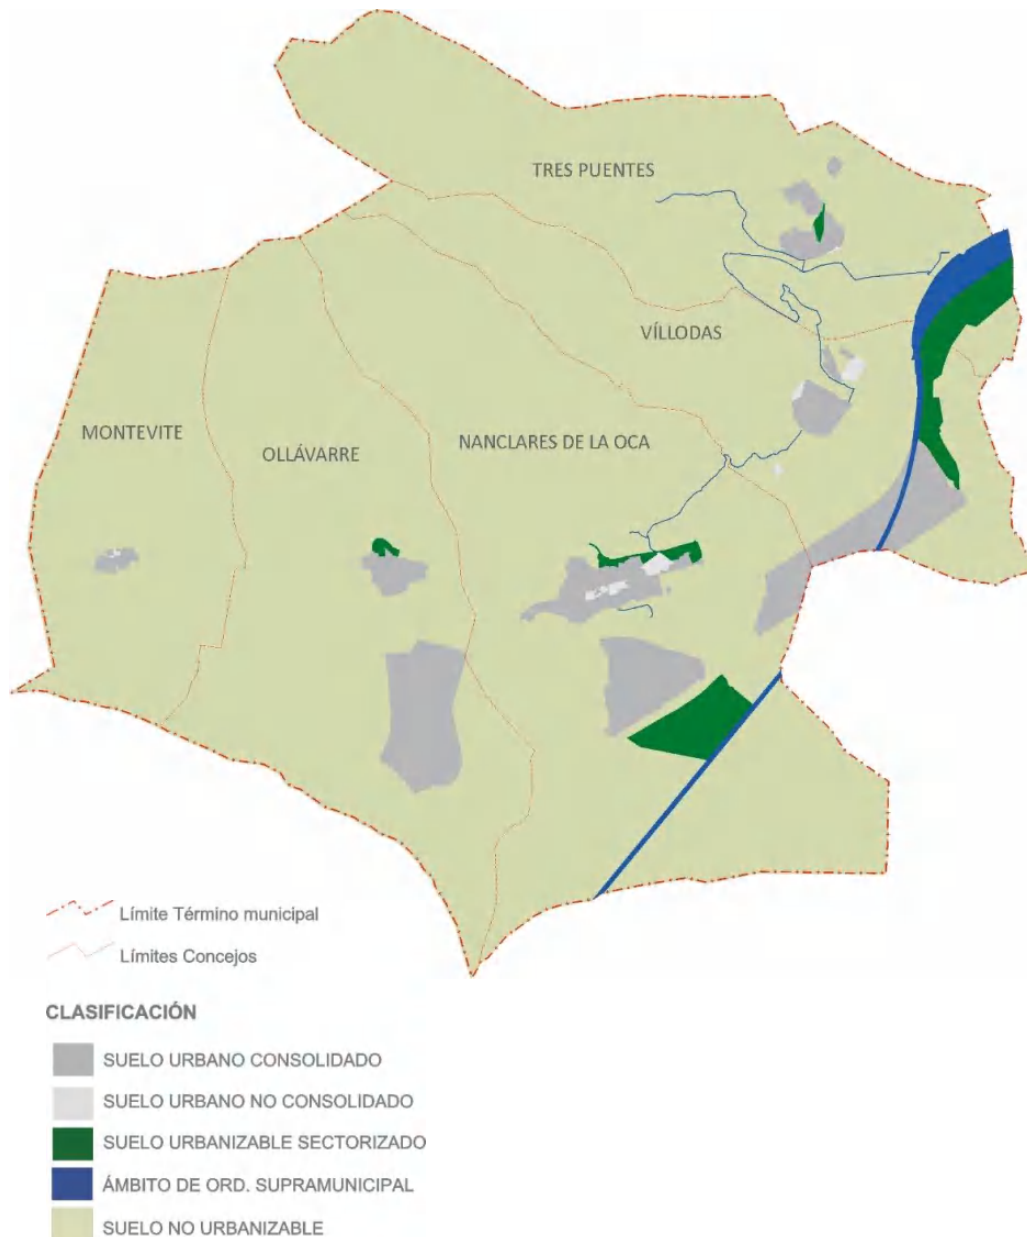 TRES PUENTES
VÍLLODAS
MONTEVITE
OLLÁVARRE
NANCLARES DE LA OCA
Límite Término municipal
Límites Concejos
CLASIFICACIÓN
SUELO URBANO CONSOLIDADO
SUELO URBANO NO CONSOLIDADO
SUELO URBANIZABLE SECTORIZADO
ÁMBITO DE ORD. SUPRAMUNICIPAL
SUELO NO URBANIZABLE